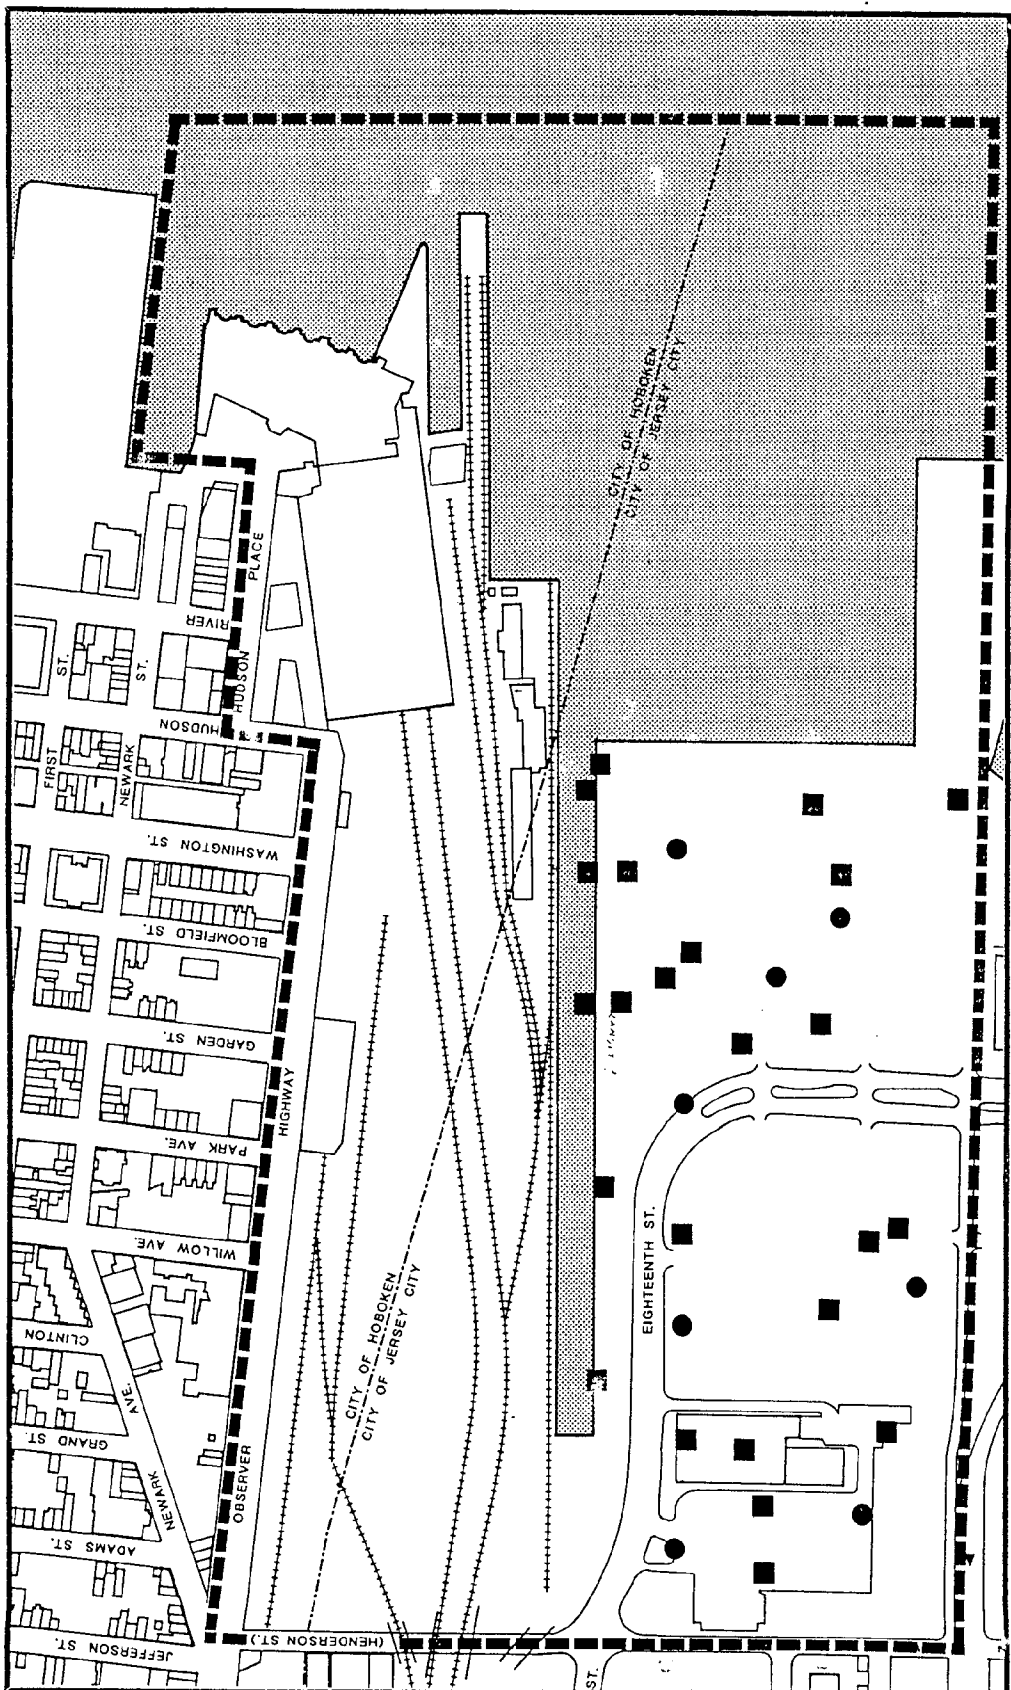 CITY OF HOBOKEN
CITY OF JERSEY CITY
PLACE
RIVER
HUDSON
ST.
ST.
HUDSON
FIRST
NEWARK
WASHINGTON ST.
BLOOMFIELD ST.
GARDEN ST.
HIGHWAY
PARK AVE.
WILLOW AVE.
EIGHTEENTH ST.
CITY OF HOBOKEN
CITY OF JERSEY CITY
CLINTON
AVE.
GRAND ST.
OBSERVER
NEWARK
ADAMS ST.
JEFFERSON ST.
(HENDERSON ST.)
ST.